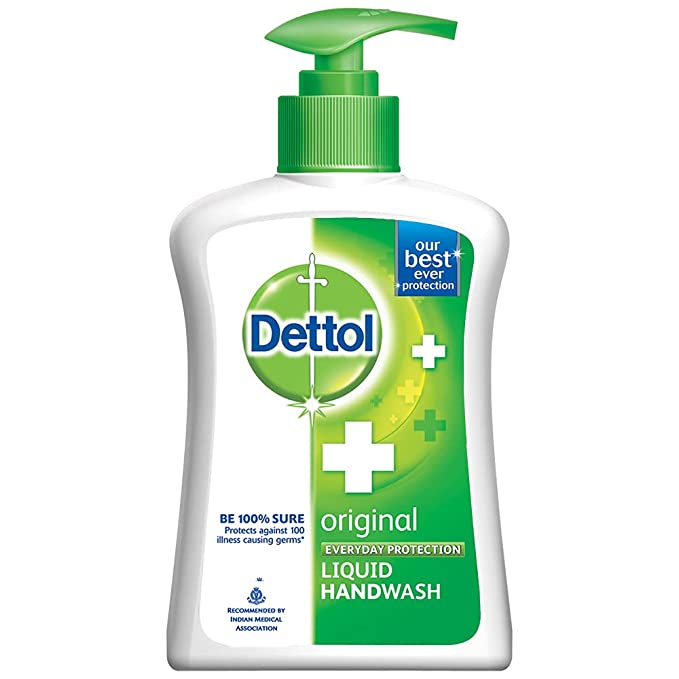 our
best
ever
protection
Dettol
BE 100% SURE
Protects against 100
illness causing germs*
original
EVERYDAY PROTECTION
LIQUID
HANDWASH
RECOMMENDED BY
INDIAN MEDICAL
ASSOCIATION